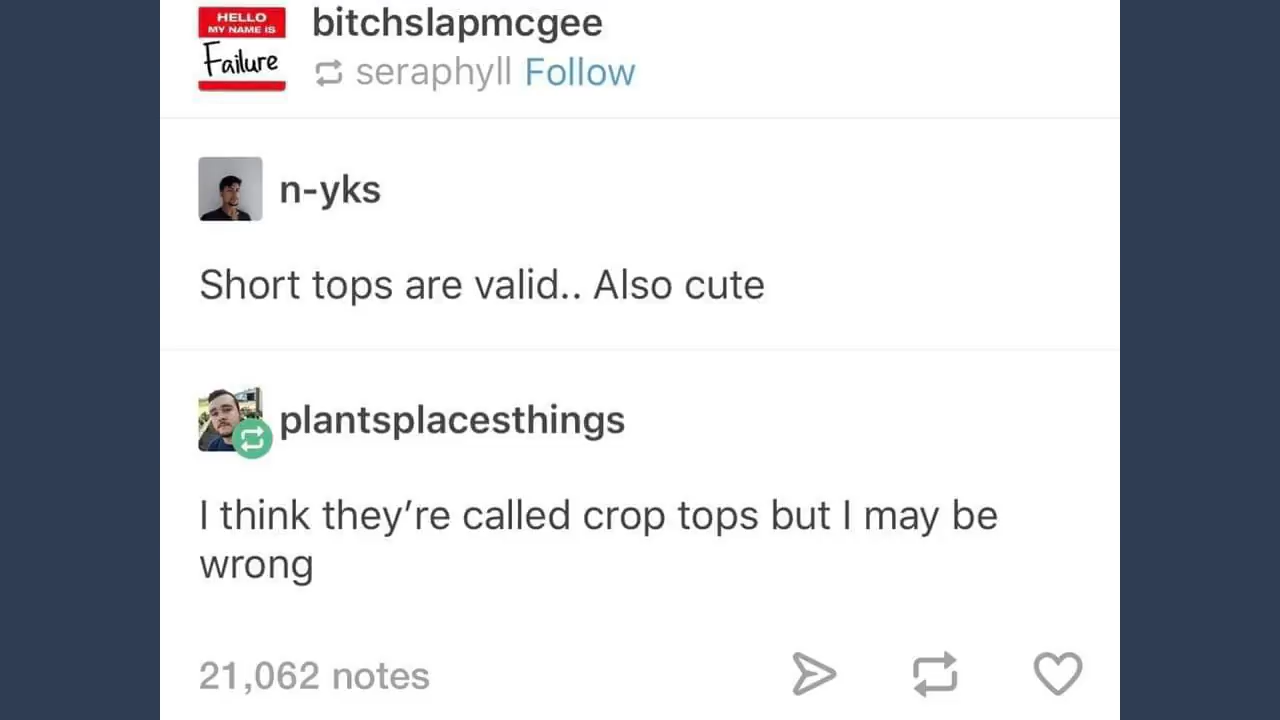 HELLO
MY NAME IS
Failure
bitchslapmcgee
seraphyll Follow
n-yks
Short tops are valid.. Also cute
plantsplacesthings
I think they’re called crop tops but I may be
wrong
21,062 notes